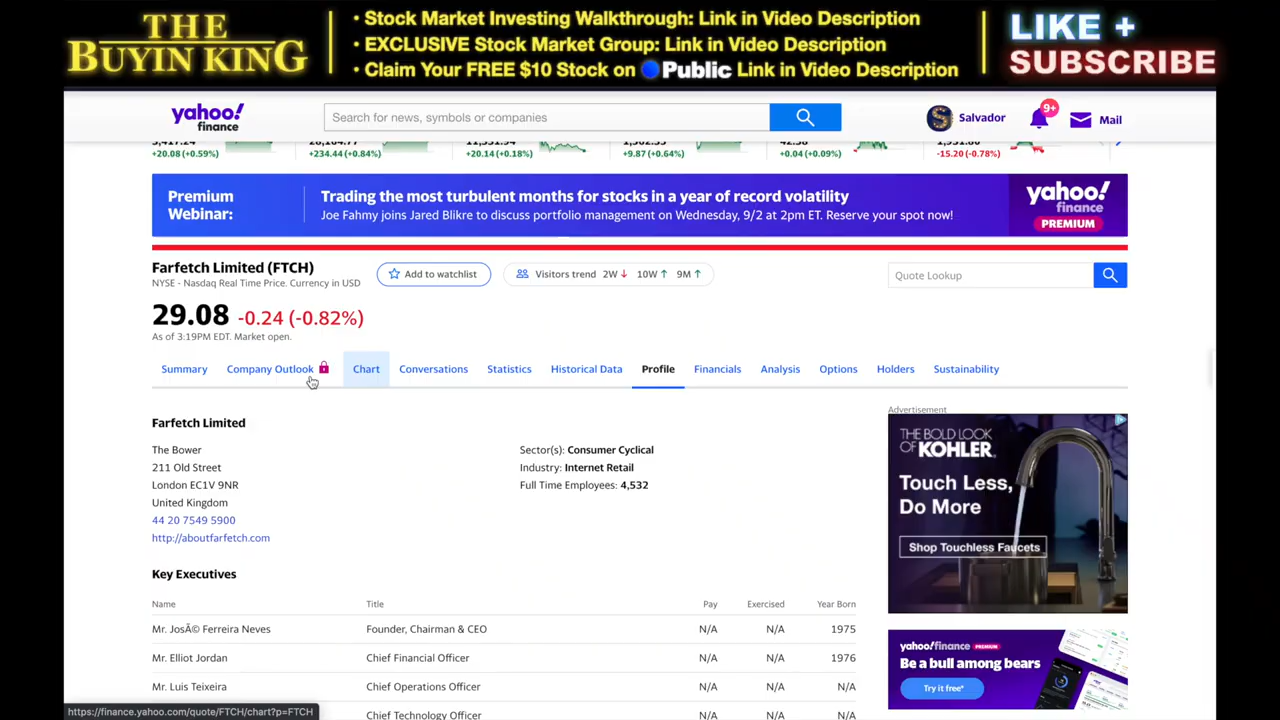 THE
BUYIN KING
• Stock Market Investing Walkthrough: Link in Video Description
• EXCLUSIVE Stock Market Group: Link in Video Description
• Claim Your FREE $10 Stock on Public Link in Video Description
LIKE +
SUBSCRIBE
yahoo!
finance
Search for news, symbols or companies
Salvador
9+
Mail
+20.08 (+0.59%)
+234.44 (+0.84%)
+20.14 (+0.18%)
+9.87 (+0.64%)
+0.04 (+0.09%)
-15.20 (-0.78%)
Premium
Webinar:
Trading the most turbulent months for stocks in a year of record volatility
Joe Fahmy joins Jared Blikre to discuss portfolio management on Wednesday, 9/2 at 2pm ET. Reserve your spot now!
yahoo!
finance
PREMIUM
Farfetch Limited (FTCH)
NYSE - Nasdaq Real Time Price. Currency in USD
Add to watchlist
Visitors trend 2W ↓ 10W ↑ 9M ↑
Quote Lookup
29.08 -0.24 (-0.82%)
As of 3:19PM EDT. Market open.
Summary Company Outlook Chart Conversations Statistics Historical Data Profile Financials Analysis Options Holders Sustainability
Farfetch Limited
The Bower
211 Old Street
London EC1V 9NR
United Kingdom
44 20 7549 5900
http://aboutfarfetch.com
Sector(s): Consumer Cyclical
Industry: Internet Retail
Full Time Employees: 4,532
Advertisement
THE BOLD LOOK
OF KOHLER
Touch Less,
Do More
Shop Touchless Faucets
Key Executives
Name Title Pay Exercised Year Born
Mr. JosÃ© Ferreira Neves Founder, Chairman & CEO N/A N/A 1975
Mr. Elliot Jordan Chief Financial Officer N/A N/A 1976
Mr. Luis Teixeira Chief Operations Officer N/A N/A
Chief Technology Officer N/A N/A
yahoo!finance PREMIUM
Be a bull among bears
Try it free*
https://finance.yahoo.com/quote/FTCH/chart?p=FTCH